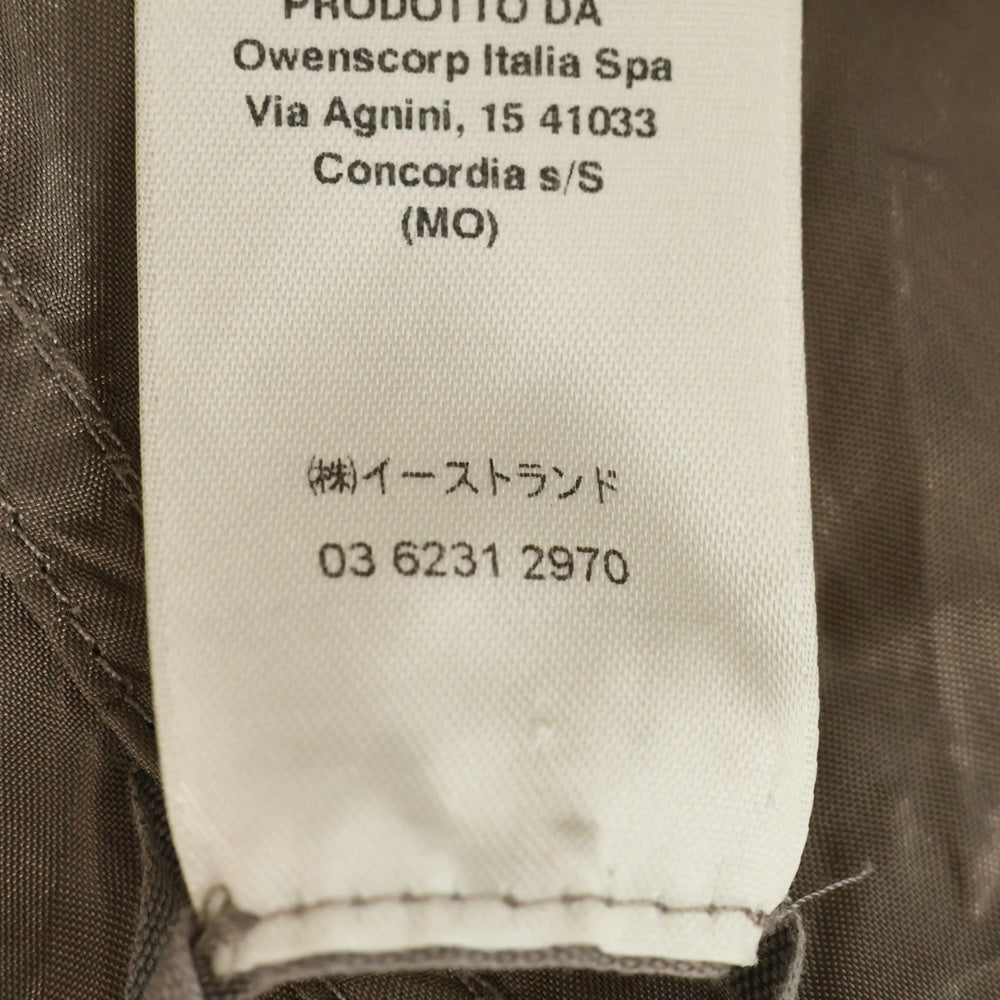 PRODOTTO DA
Owenscorp Italia Spa
Via Agnini, 15 41033
Concordia s/S
(MO)
㈱イーストランド
03 6231 2970